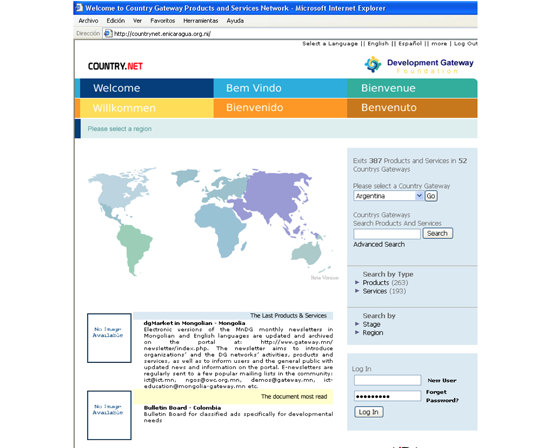 Welcome to Country Gateway Products and Services Network - Microsoft Internet Explorer
Archivo Edición Ver Favoritos Herramientas Ayuda
Dirección http://countrynet.enicaragua.org.ni/
Select a Language || English || Español || more | Log Out
COUNTRY.NET
Development Gateway
Foundation
Welcome Bem Vindo Bienvenue
Willkommen Bienvenido Benvenuto
Please select a region
Exits 387 Products and Services in 52
Countrys Gateways
Please select a Country Gateway
Argentina Go
Countrys Gateways
Search Products And Services
Search
Advanced Search
Beta Version
Search by Type
Products (263)
Services (193)
Search by
Stage
Region
The Last Products & Services
No Image
Available
dgMarket in Mongolian - Mongolia
Electronic versions of the MnDG monthly newsletters in
Mongolian and English languages are updated and archived
on the portal at: http://www.gateway.mn/
newsletter/index.php. The newsletter aims to introduce
organizations' and the DG networks' activities, products and
services, as well as to inform users and the general public with
updated news and information on the portal. E-newsletters are
regularly sent to a few popular mailing lists in the community:
ict@ict.mn, ngos@ovc.org.mn, demos@gateway.mn, ict-
education@mongolia-gateway.mn etc.
The document most read
No Image
Available
Bulletin Board - Colombia
Bulletin Board for classified ads specifically for developmental
needs
Log In
New User
Forget
Password?
Log In